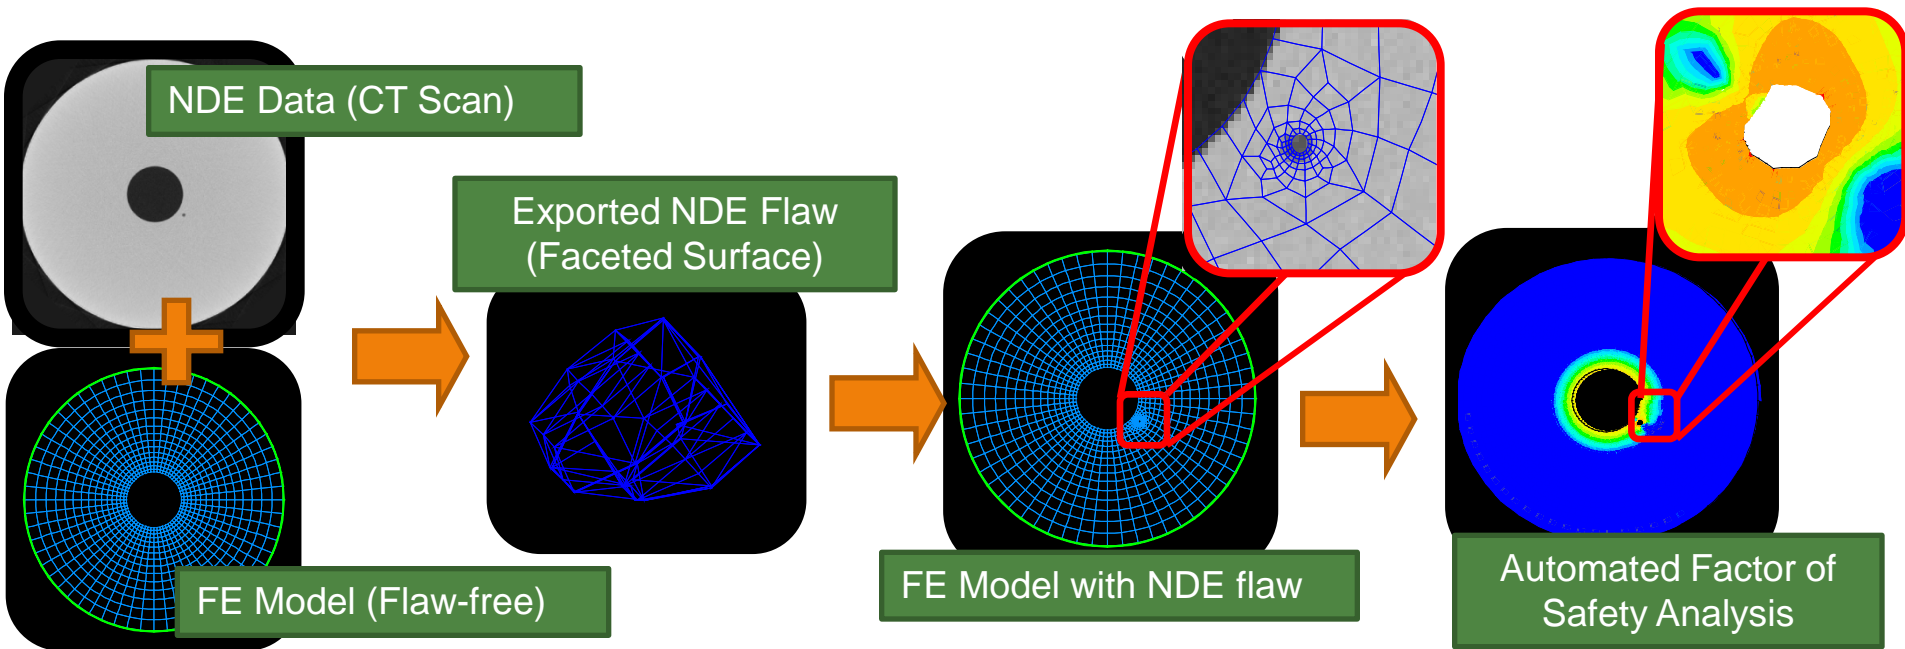 NDE Data (CT Scan)
FE Model (Flaw-free)
Exported NDE Flaw
(Faceted Surface)
FE Model with NDE flaw
Automated Factor of
Safety Analysis